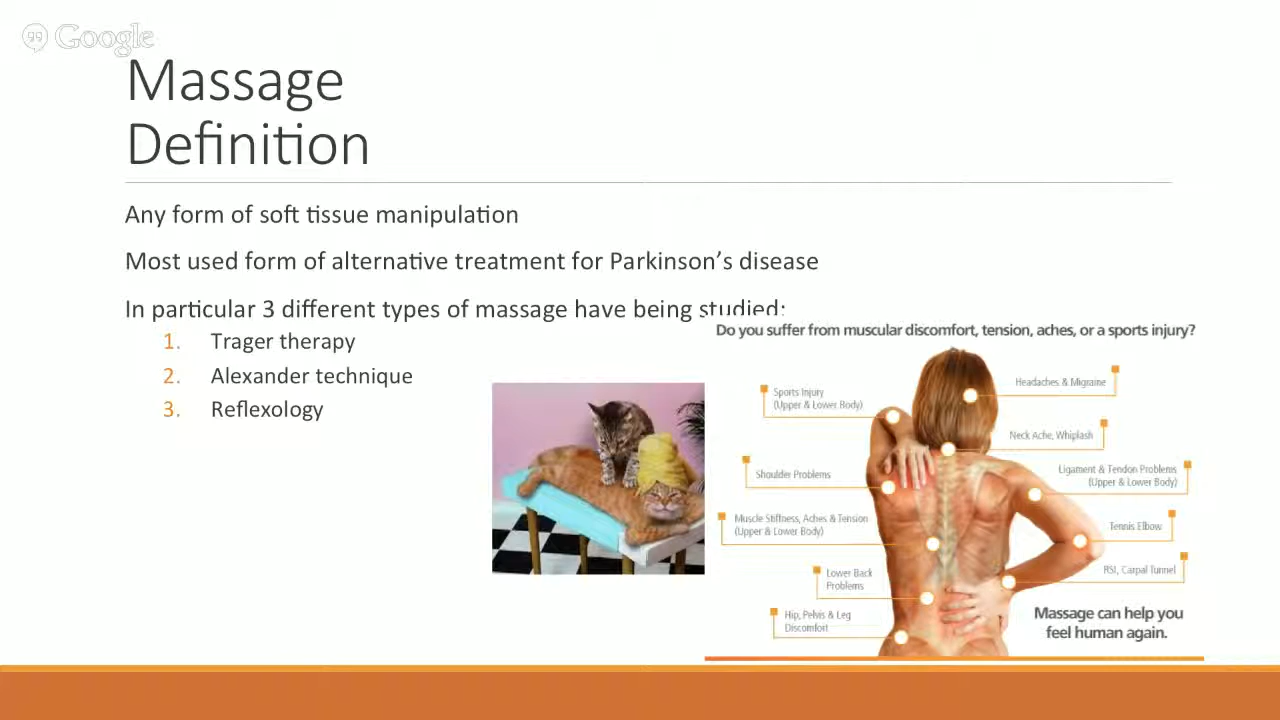 Google
Massage
Definition
Any form of soft tissue manipulation
Most used form of alternative treatment for Parkinson's disease
In particular 3 different types of massage have being studied:
1. Trager therapy
2. Alexander technique
3. Reflexology
Do you suffer from muscular discomfort, tension, aches, or a sports injury?
Sports Injury
(Upper & Lower Body)
Shoulder Problems
Muscle Stiffness, Aches & Tension
(Upper & Lower Body)
Lower Back
Problems
Hip, Pelvis & Leg
Discomfort
Headaches & Migraine
Neck Ache, Whiplash
Ligament & Tendon Problems
(Upper & Lower Body)
Tennis Elbow
RSI, Carpal Tunnel
Massage can help you
feel human again.